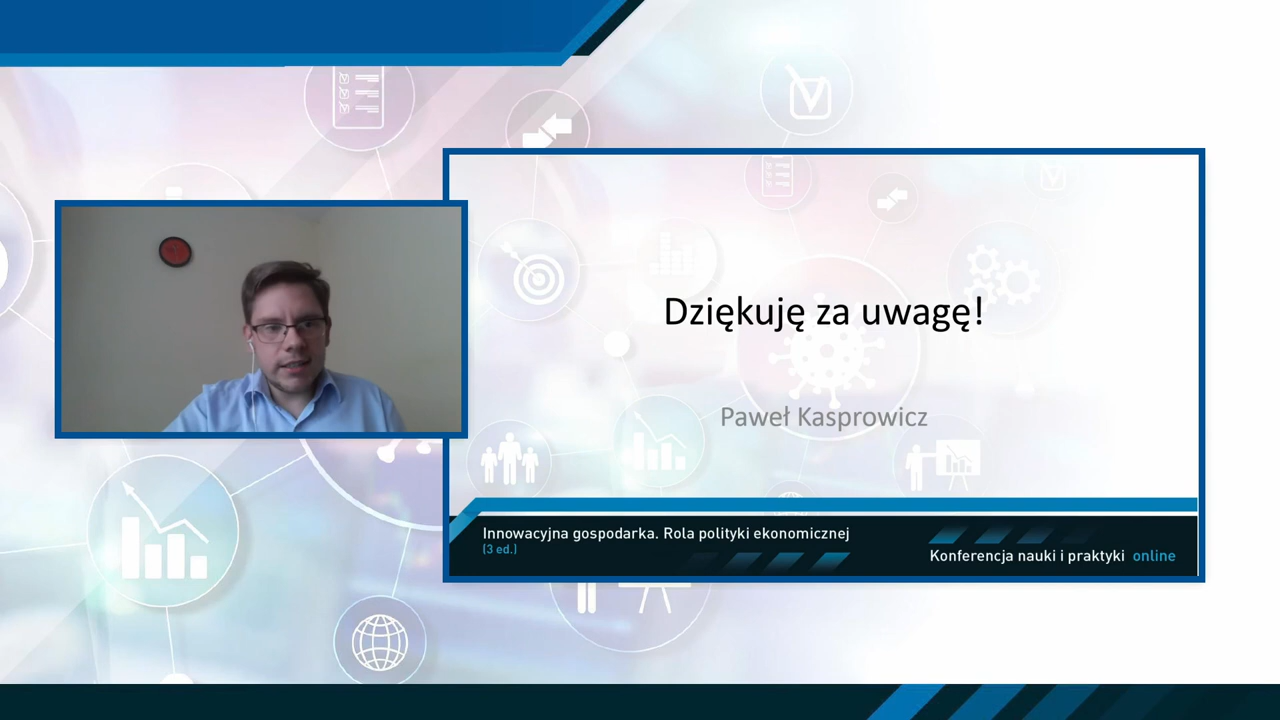 Dziękuję za uwagę!
Paweł Kasprowicz
Innowacyjna gospodarka. Rola polityki ekonomicznej
(3 ed.)
Konferencja nauki i praktyki online